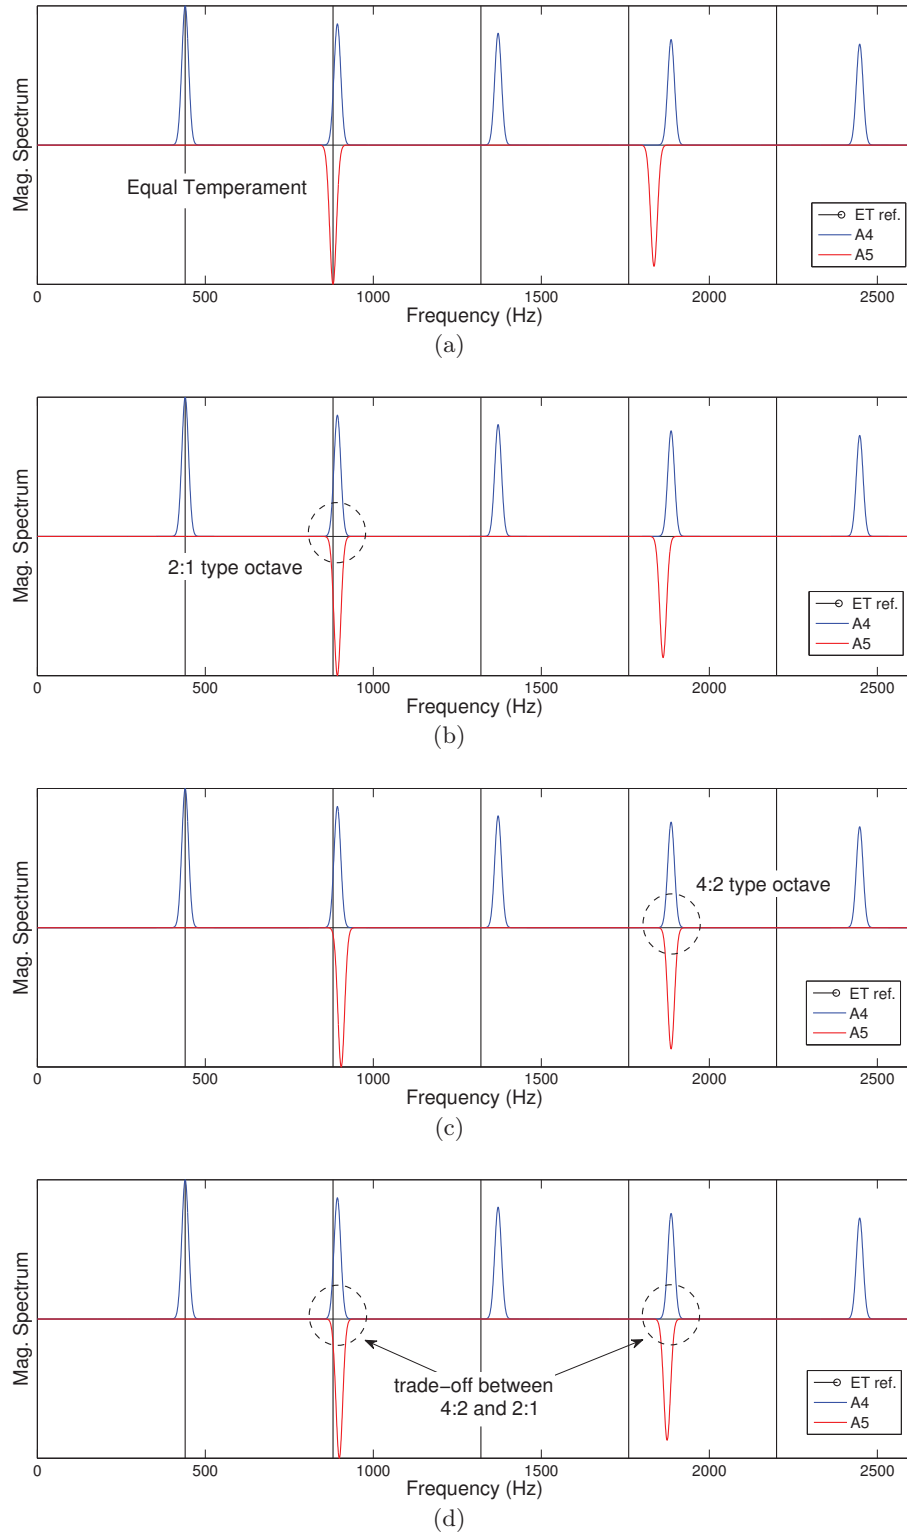 Mag. Spectrum
Equal Temperament
ET ref.
A4
A5
0 500 1000 1500 2000 2500
Frequency (Hz)
(a)
Mag. Spectrum
2:1 type octave
ET ref.
A4
A5
0 500 1000 1500 2000 2500
Frequency (Hz)
(b)
Mag. Spectrum
4:2 type octave
ET ref.
A4
A5
0 500 1000 1500 2000 2500
Frequency (Hz)
(c)
Mag. Spectrum
trade-off between
4:2 and 2:1
ET ref.
A4
A5
0 500 1000 1500 2000 2500
Frequency (Hz)
(d)